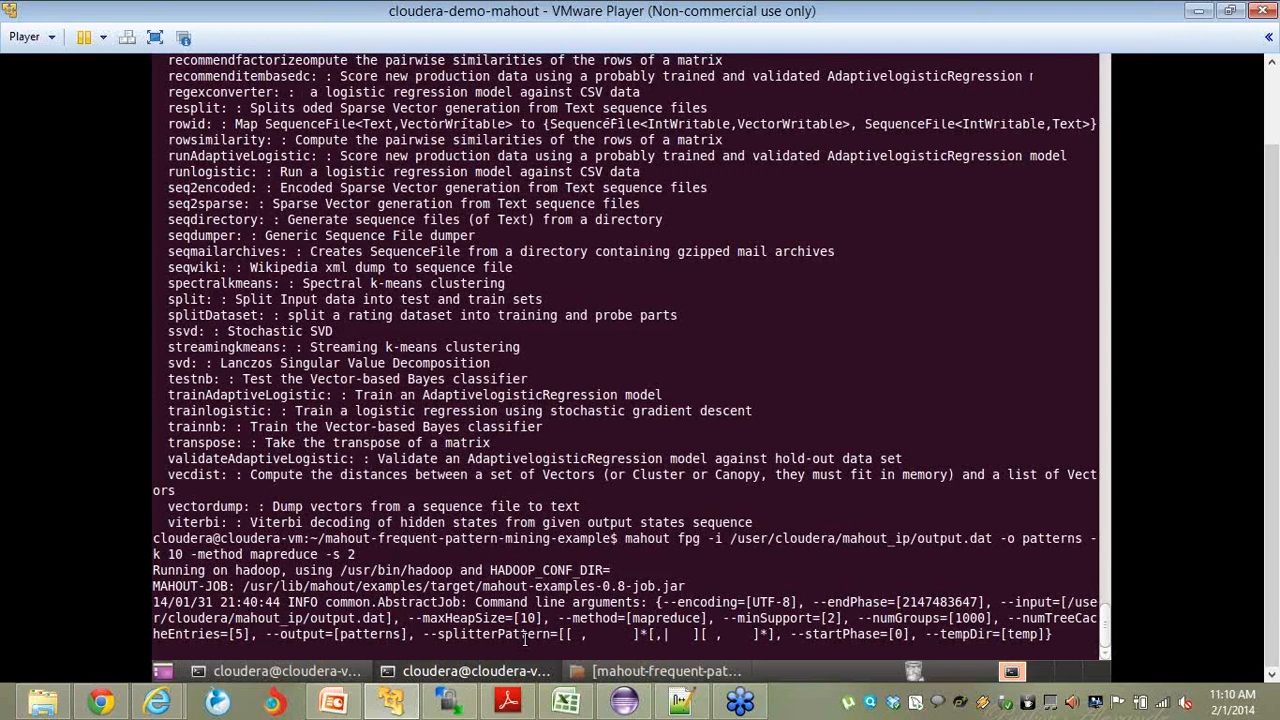 cloudera-demo-mahout - VMware Player (Non-commercial use only)
Player
recommendfactorizeompute the pairwise similarities of the rows of a matrix
recommenditembasedc: : Score new production data using a probably trained and validated AdaptivelogisticRegression
regexconverter: : a logistic regression model against CSV data
resplit: : Splits oded Sparse Vector generation from Text sequence files
rowid: : Map SequenceFile<Text,VectorWritable> to {SequenceFile<IntWritable,VectorWritable>, SequenceFile<IntWritable,Text>}
rowsimilarity: : Compute the pairwise similarities of the rows of a matrix
runAdaptiveLogistic: : Score new production data using a probably trained and validated AdaptivelogisticRegression model
runlogistic: : Run a logistic regression model against CSV data
seq2encoded: : Encoded Sparse Vector generation from Text sequence files
seq2sparse: : Sparse Vector generation from Text sequence files
seqdirectory: : Generate sequence files (of Text) from a directory
seqdumper: : Generic Sequence File dumper
seqmailarchives: : Creates SequenceFile from a directory containing gzipped mail archives
seqwiki: : Wikipedia xml dump to sequence file
spectralkmeans: : Spectral k-means clustering
split: : Split Input data into test and train sets
splitDataset: : split a rating dataset into training and probe parts
ssvd: : Stochastic SVD
streamingkmeans: : Streaming k-means clustering
svd: : Lanczos Singular Value Decomposition
testnb: : Test the Vector-based Bayes classifier
trainAdaptiveLogistic: : Train an AdaptivelogisticRegression model
trainlogistic: : Train a logistic regression using stochastic gradient descent
trainnb: : Train the Vector-based Bayes classifier
transpose: : Take the transpose of a matrix
validateAdaptiveLogistic: : Validate an AdaptivelogisticRegression model against hold-out data set
vecdist: : Compute the distances between a set of Vectors (or Cluster or Canopy, they must fit in memory) and a list of Vect
ors
vectordump: : Dump vectors from a sequence file to text
viterbi: : Viterbi decoding of hidden states from given output states sequence
cloudera@cloudera-vm:~/mahout-frequent-pattern-mining-example$ mahout fpg -i /user/cloudera/mahout_ip/output.dat -o patterns -
k 10 -method mapreduce -s 2
Running on hadoop, using /usr/bin/hadoop and HADOOP_CONF_DIR=
MAHOUT-JOB: /usr/lib/mahout/examples/target/mahout-examples-0.8-job.jar
14/01/31 21:40:44 INFO common.AbstractJob: Command line arguments: {--encoding=[UTF-8], --endPhase=[2147483647], --input=[/use
r/cloudera/mahout_ip/output.dat], --maxHeapSize=[10], --method=[mapreduce], --minSupport=[2], --numGroups=[1000], --numTreeCac
heEntries=[5], --output=[patterns], --splitterPattern=[[ ,      ]*[,|   ][ ,    ]*], --startPhase=[0], --tempDir=[temp]}
cloudera@cloudera-v... cloudera@cloudera-v... [mahout-frequent-pat...
11:10 AM
2/1/2014